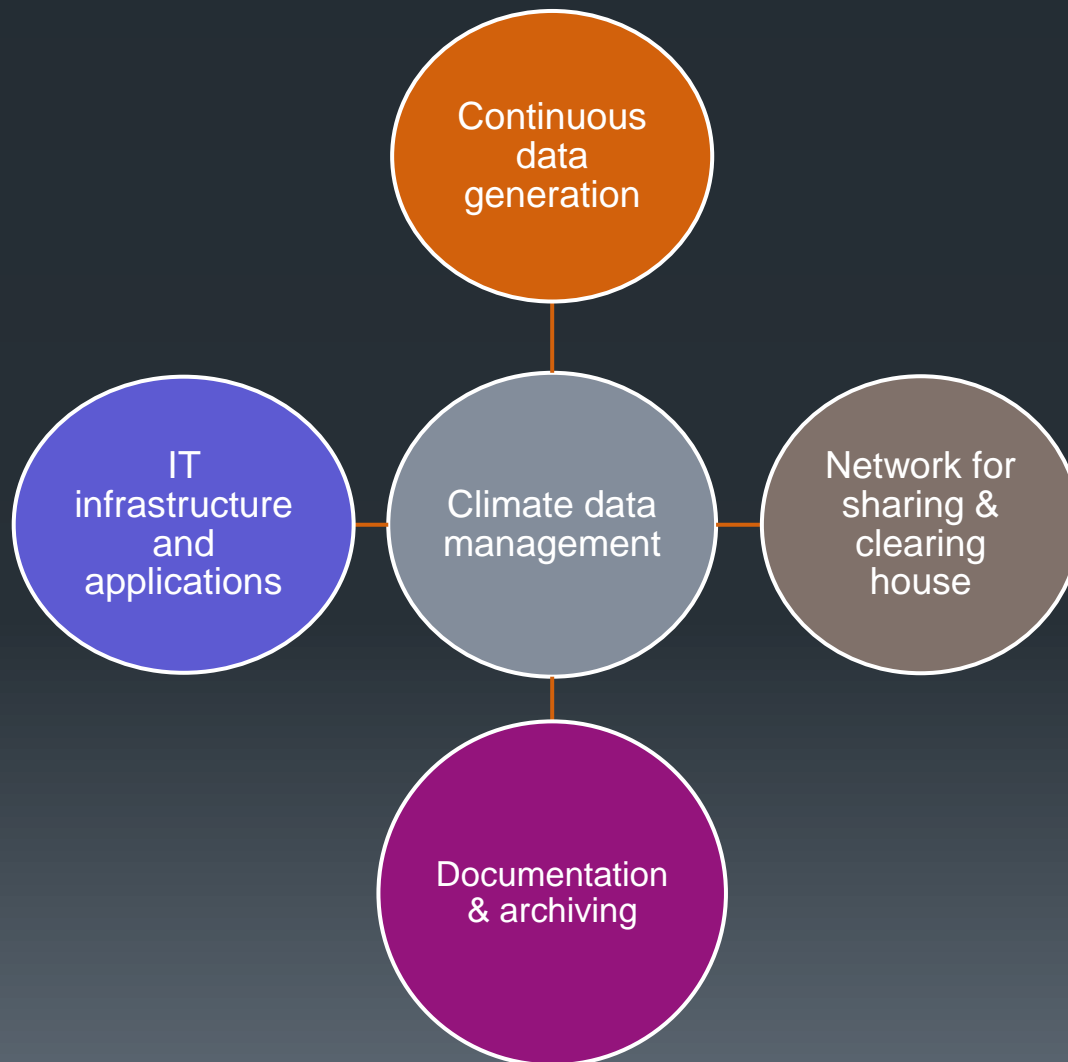 Continuous
data
generation
IT
infrastructure
and
applications
Climate data
management
Network for
sharing &
clearing
house
Documentation
& archiving